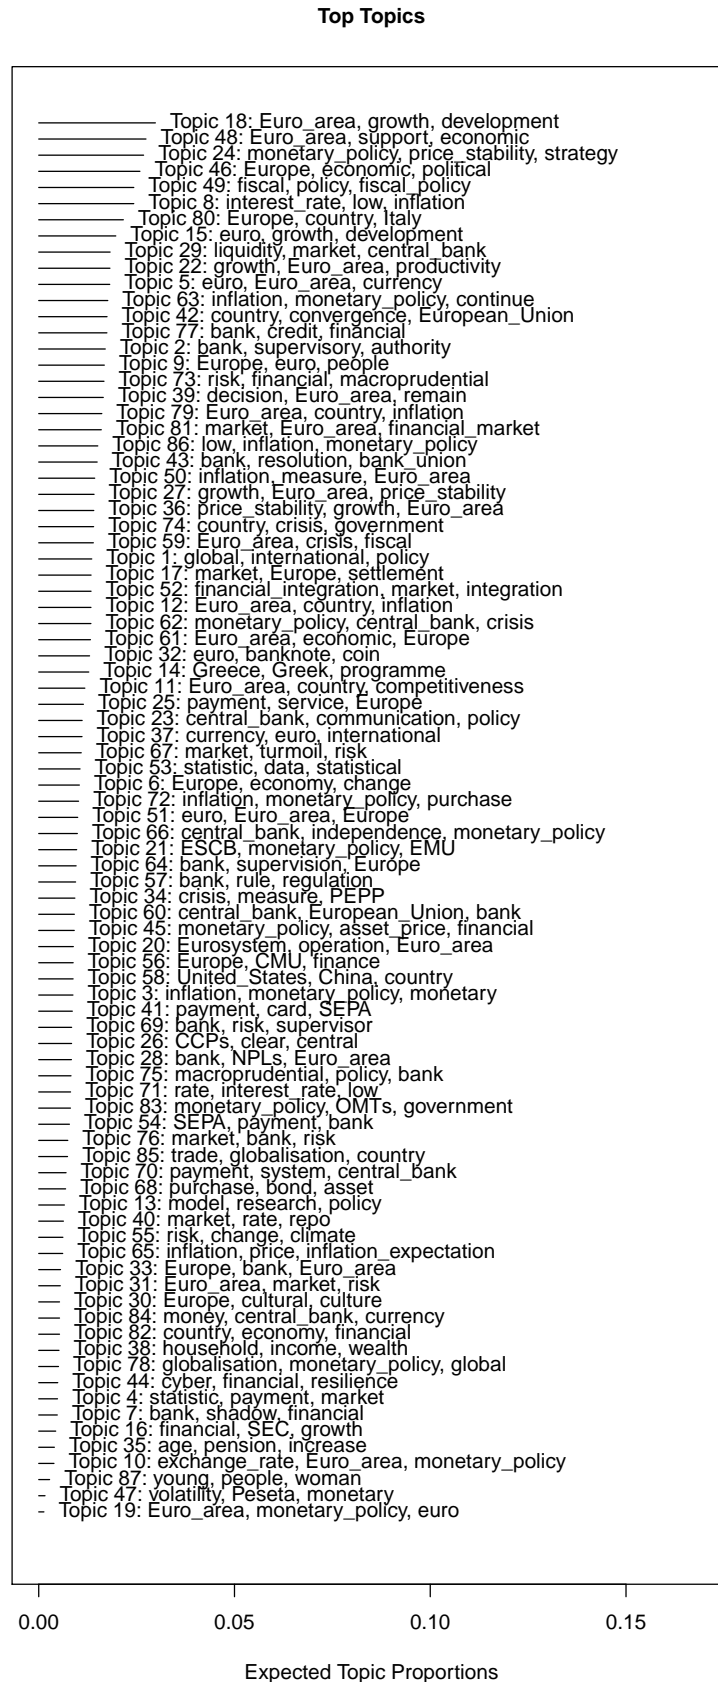 Top Topics
Topic 18: Euro_area, growth, development
Topic 48: Euro_area, support, economic
Topic 24: monetary_policy, price_stability, strategy
Topic 46: Europe, economic, political
Topic 49: fiscal, policy, fiscal_policy
Topic 8: interest_rate, low, inflation
Topic 80: Europe, country, Italy
Topic 15: euro, growth, development
Topic 29: liquidity, market, central_bank
Topic 22: growth, Euro_area, productivity
Topic 5: euro, Euro_area, currency
Topic 63: inflation, monetary_policy, continue
Topic 42: country, convergence, European_Union
Topic 77: bank, credit, financial
Topic 2: bank, supervisory, authority
Topic 9: Europe, euro, people
Topic 73: risk, financial, macroprudential
Topic 39: decision, Euro_area, remain
Topic 79: Euro_area, country, inflation
Topic 81: market, Euro_area, financial_market
Topic 86: low, inflation, monetary_policy
Topic 43: bank, resolution, bank_union
Topic 50: inflation, measure, Euro_area
Topic 27: growth, Euro_area, price_stability
Topic 36: price_stability, growth, Euro_area
Topic 74: country, crisis, government
Topic 59: Euro_area, crisis, fiscal
Topic 1: global, international, policy
Topic 17: market, Europe, settlement
Topic 52: financial_integration, market, integration
Topic 12: Euro_area, country, inflation
Topic 62: monetary_policy, central_bank, crisis
Topic 61: Euro_area, economic, Europe
Topic 32: euro, banknote, coin
Topic 14: Greece, Greek, programme
Topic 11: Euro_area, country, competitiveness
Topic 25: payment, service, Europe
Topic 23: central_bank, communication, policy
Topic 37: currency, euro, international
Topic 67: market, turmoil, risk
Topic 53: statistic, data, statistical
Topic 6: Europe, economy, change
Topic 72: inflation, monetary_policy, purchase
Topic 51: euro, Euro_area, Europe
Topic 66: central_bank, independence, monetary_policy
Topic 21: ESCB, monetary_policy, EMU
Topic 64: bank, supervision, Europe
Topic 57: bank, rule, regulation
Topic 34: crisis, measure, PEPP
Topic 60: central_bank, European_Union, bank
Topic 45: monetary_policy, asset_price, financial
Topic 20: Eurosystem, operation, Euro_area
Topic 56: Europe, CMU, finance
Topic 58: United_States, China, country
Topic 3: inflation, monetary_policy, monetary
Topic 41: payment, card, SEPA
Topic 69: bank, risk, supervisor
Topic 26: CCPs, clear, central
Topic 28: bank, NPLs, Euro_area
Topic 75: macroprudential, policy, bank
Topic 71: rate, interest_rate, low
Topic 83: monetary_policy, OMTs, government
Topic 54: SEPA, payment, bank
Topic 76: market, bank, risk
Topic 85: trade, globalisation, country
Topic 70: payment, system, central_bank
Topic 68: purchase, bond, asset
Topic 13: model, research, policy
Topic 40: market, rate, repo
Topic 55: risk, change, climate
Topic 65: inflation, price, inflation_expectation
Topic 33: Europe, bank, Euro_area
Topic 31: Euro_area, market, risk
Topic 30: Europe, cultural, culture
Topic 84: money, central_bank, currency
Topic 82: country, economy, financial
Topic 38: household, income, wealth
Topic 78: globalisation, monetary_policy, global
Topic 44: cyber, financial, resilience
Topic 4: statistic, payment, market
Topic 7: bank, shadow, financial
Topic 16: financial, SEC, growth
Topic 35: age, pension, increase
Topic 10: exchange_rate, Euro_area, monetary_policy
Topic 87: young, people, woman
Topic 47: volatility, Peseta, monetary
Topic 19: Euro_area, monetary_policy, euro
0.00 0.05 0.10 0.15
Expected Topic Proportions